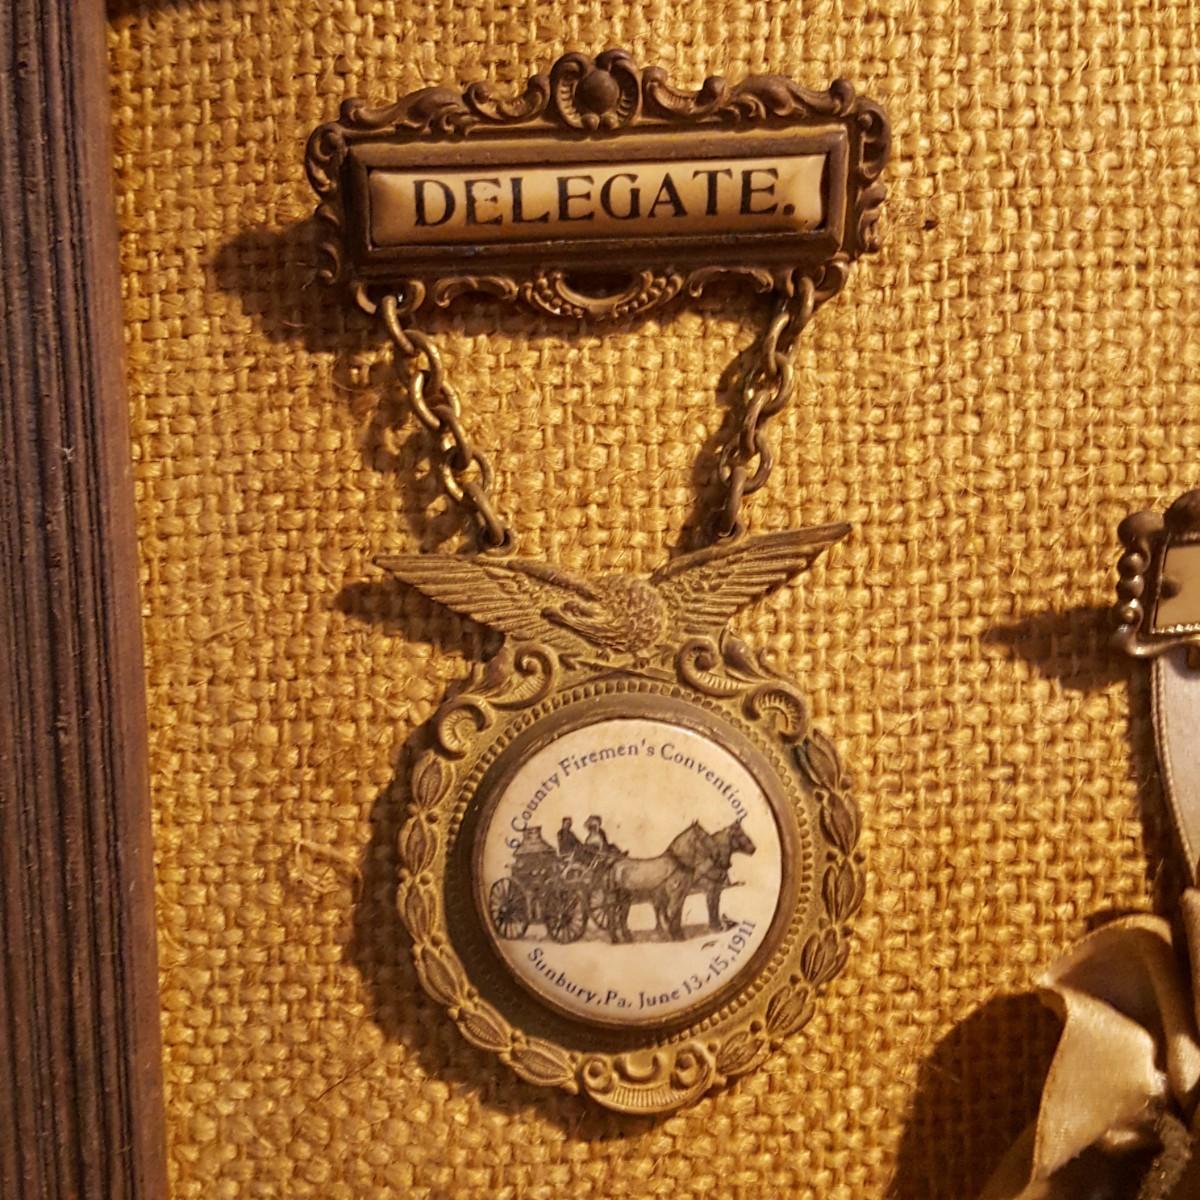 DELEGATE.
6 County Firemen's Convention
Sunbury, Pa. June 13-15, 1911